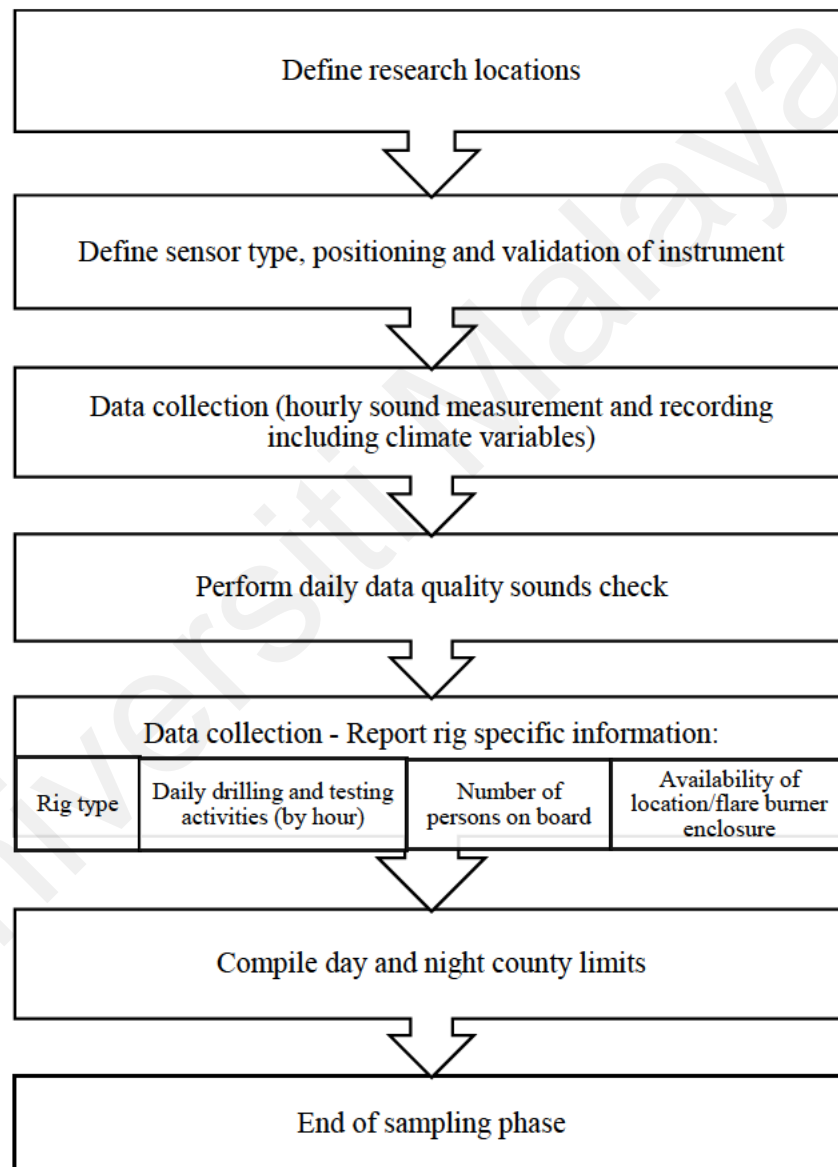 Define research locations
Define sensor type, positioning and validation of instrument
Data collection (hourly sound measurement and recording
including climate variables)
Perform daily data quality sounds check
Data collection - Report rig specific information:
Rig type
Daily drilling and testing
activities (by hour)
Number of
persons on board
Availability of
location/flare burner
enclosure
Compile day and night county limits
End of sampling phase
niversiti Malaya